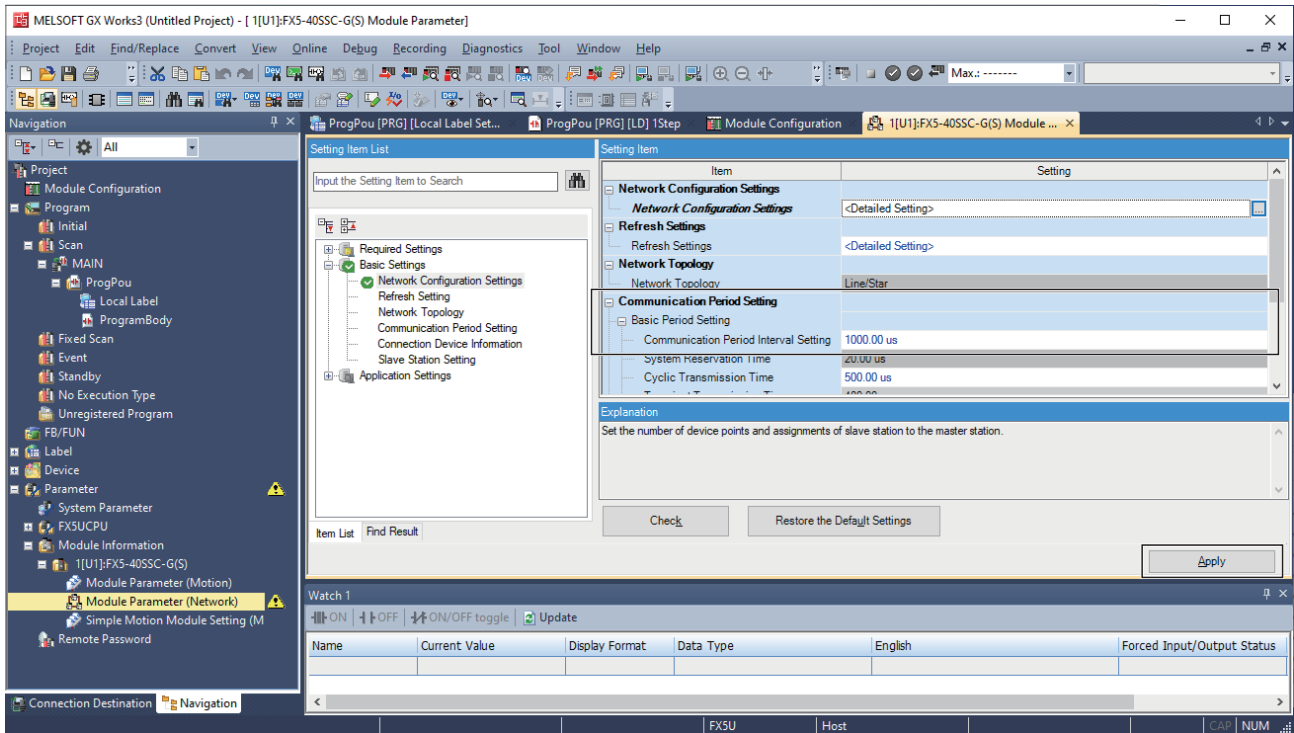 MELSOFT GX Works3 (Untitled Project) - [ 1[U1]:FX5-40SSC-G(S) Module Parameter]
Project Edit Find/Replace Convert View Online Debug Recording Diagnostics Tool Window Help
Max.: -------
Navigation
ProgPou [PRG] [Local Label Set...
ProgPou [PRG] [LD] 1Step
Module Configuration
1[U1]:FX5-40SSC-G(S) Module ...
All
Project
Module Configuration
Program
Initial
Scan
MAIN
ProgPou
Local Label
ProgramBody
Fixed Scan
Event
Standby
No Execution Type
Unregistered Program
FB/FUN
Label
Device
Parameter
System Parameter
FX5UCPU
Module Information
1[U1]:FX5-40SSC-G(S)
Module Parameter (Motion)
Module Parameter (Network)
Simple Motion Module Setting (M
Remote Password
Connection Destination Navigation
Setting Item List
Input the Setting Item to Search
Required Settings
Basic Settings
Network Configuration Settings
Refresh Setting
Network Topology
Communication Period Setting
Connection Device Information
Slave Station Setting
Application Settings
Item List Find Result
Setting Item
Item Setting
Network Configuration Settings
Network Configuration Settings <Detailed Setting>
Refresh Settings
Refresh Settings <Detailed Setting>
Network Topology
Network Topology Line/Star
Communication Period Setting
Basic Period Setting
Communication Period Interval Setting 1000.00 us
System Reservation Time 20.00 us
Cyclic Transmission Time 500.00 us
Explanation
Set the number of device points and assignments of slave station to the master station.
Check Restore the Default Settings
Apply
Watch 1
ON OFF ON/OFF toggle Update
Name Current Value Display Format Data Type English Forced Input/Output Status
FX5U Host CAP NUM